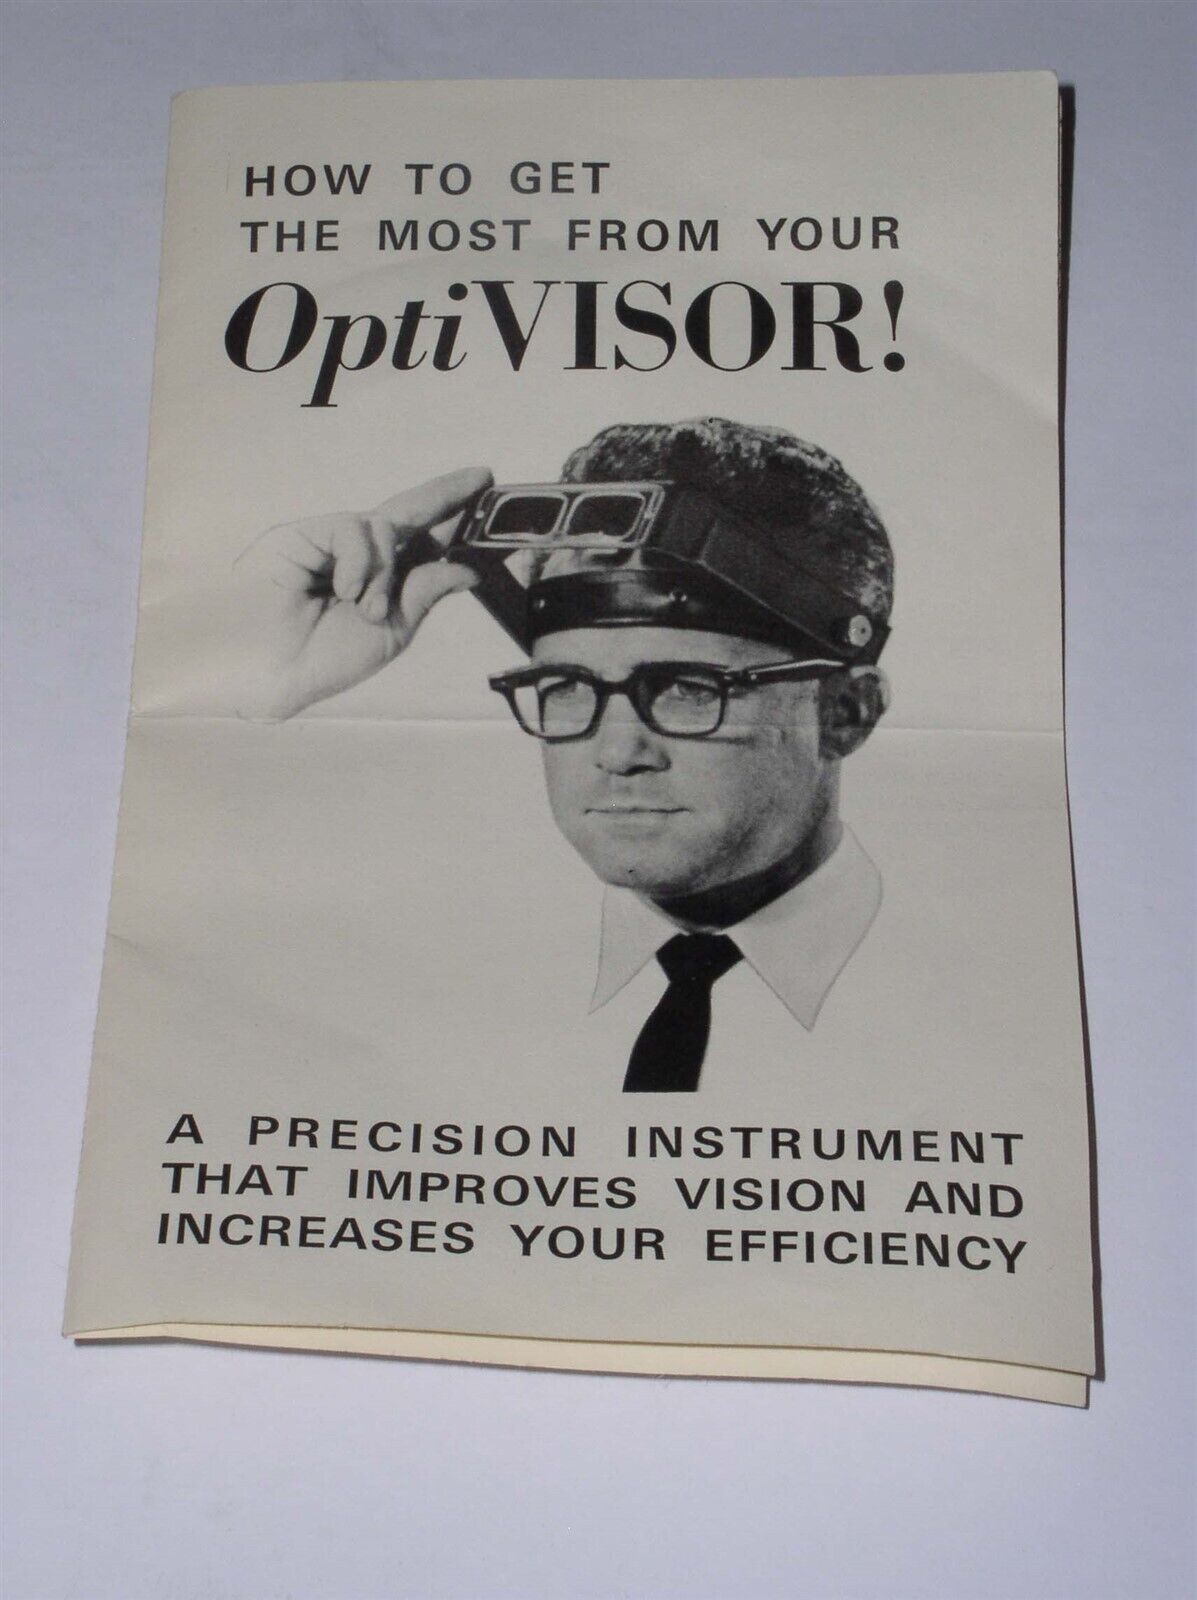 HOW TO GET
THE MOST FROM YOUR
OptiVISOR!
A PRECISION INSTRUMENT
THAT IMPROVES VISION AND
INCREASES YOUR EFFICIENCY